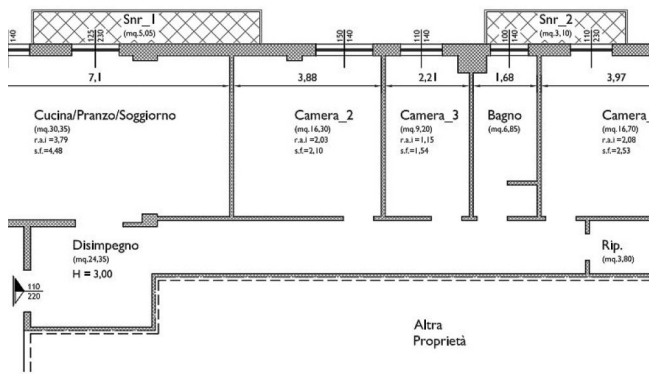 Snr_1
(mq.5,05)
Snr_2
(mq.3,10)
140
125
230
150
140
110
140
100
140
110
230
7,1
3,88
2,21
1,68
3,97
Cucina/Pranzo/Soggiorno
(mq.30,35)
r.a.i =3,79
s.f.=4,48
Camera_2
(mq.16,30)
r.a.i =2,03
s.f.=2,10
Camera_3
(mq.9,20)
r.a.i =1,15
s.f.=1,54
Bagno
(mq.6,85)
Camera_
(mq.16,70)
r.a.i =2,08
s.f.=2,53
Disimpegno
(mq.24,35)
H = 3,00
Rip.
(mq.3,80)
110
220
Altra
Proprietà